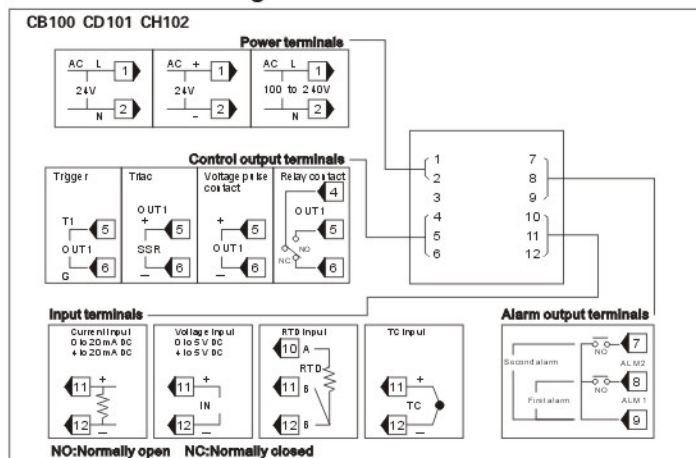 CB100 CD101 CH102
Power terminals
AC L 1
24V
N 2
AC + 1
24V
− 2
AC L 1
100 to 240V
N 2
Control output terminals
Trigger
T1 5
OUT1
G 6
Triac
OUT1
+ 5
SSR
− 6
Voltage pulse
contact
+ 5
OUT1
− 6
Relay contact
4
OUT1
NO 5
NC 6
1 7
2 8
3 9
4 10
5 11
6 12
Input terminals
Current Input
0 to 20mA DC
4 to 20mA DC
11 +
12 −
Voltage Input
0 to 5V DC
4 to 5V DC
11 +
IN
12 −
RTD Input
10 A
RTD
11 B
12 B
TC Input
11 +
TC
12 −
Alarm output terminals
NO 7
Second alarm ALM2
NO 8
First alarm ALM1
9
NO:Normally open NC:Normally closed